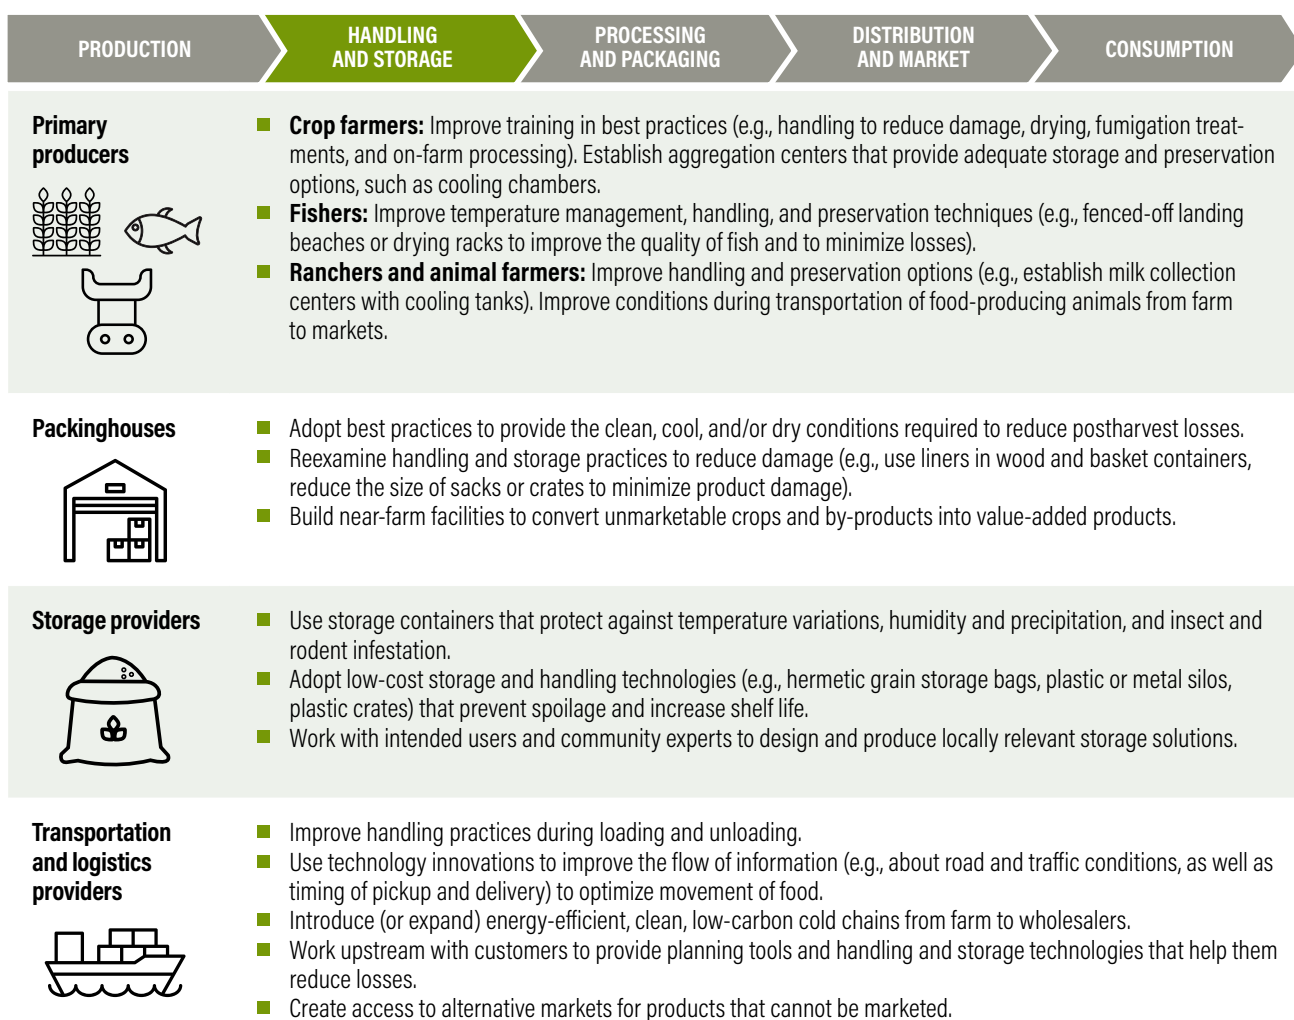 PRODUCTION
HANDLING
AND STORAGE
PROCESSING
AND PACKAGING
DISTRIBUTION
AND MARKET
CONSUMPTION
Primary
producers
Crop farmers: Improve training in best practices (e.g., handling to reduce damage, drying, fumigation treat-
ments, and on-farm processing). Establish aggregation centers that provide adequate storage and preservation
options, such as cooling chambers.
Fishers: Improve temperature management, handling, and preservation techniques (e.g., fenced-off landing
beaches or drying racks to improve the quality of fish and to minimize losses).
Ranchers and animal farmers: Improve handling and preservation options (e.g., establish milk collection
centers with cooling tanks). Improve conditions during transportation of food-producing animals from farm
to markets.
Packinghouses
Adopt best practices to provide the clean, cool, and/or dry conditions required to reduce postharvest losses.
Reexamine handling and storage practices to reduce damage (e.g., use liners in wood and basket containers,
reduce the size of sacks or crates to minimize product damage).
Build near-farm facilities to convert unmarketable crops and by-products into value-added products.
Storage providers
Use storage containers that protect against temperature variations, humidity and precipitation, and insect and
rodent infestation.
Adopt low-cost storage and handling technologies (e.g., hermetic grain storage bags, plastic or metal silos,
plastic crates) that prevent spoilage and increase shelf life.
Work with intended users and community experts to design and produce locally relevant storage solutions.
Transportation
and logistics
providers
Improve handling practices during loading and unloading.
Use technology innovations to improve the flow of information (e.g., about road and traffic conditions, as well as
timing of pickup and delivery) to optimize movement of food.
Introduce (or expand) energy-efficient, clean, low-carbon cold chains from farm to wholesalers.
Work upstream with customers to provide planning tools and handling and storage technologies that help them
reduce losses.
Create access to alternative markets for products that cannot be marketed.